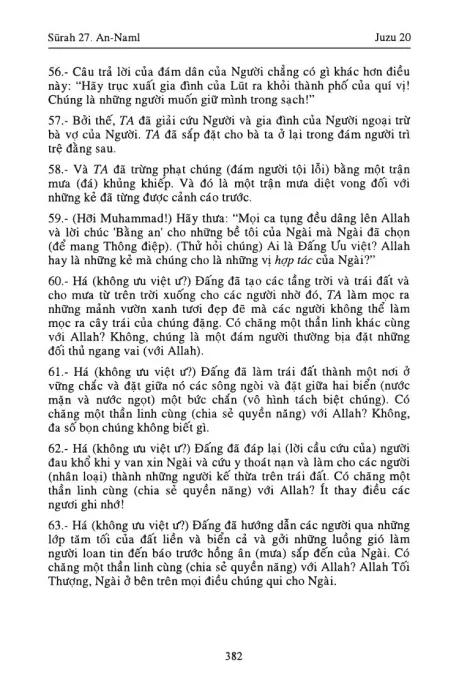 Sūrah 27. An-Naml Juzu 20
56.- Câu trả lời của đám dân của Người chẳng có gì khác hơn điều
này: “Hãy trục xuất gia đình của Lūt ra khỏi thành phố của quí vị!
Chúng là những người muốn giữ mình trong sạch!”
57.- Bởi thế, TA đã giải cứu Người và gia đình của Người ngoại trừ
bà vợ của Người. TA đã sắp đặt cho bà ta ở lại trong đám người trì
trệ đằng sau.
58.- Và TA đã trừng phạt chúng (đám người tội lỗi) bằng một trận
mưa (đá) khủng khiếp. Và đó là một trận mưa diệt vong đối với
những kẻ đã từng được cảnh cáo trước.
59.- (Hỡi Muhammad!) Hãy thưa: “Mọi ca tụng đều dâng lên Allah
và lời chúc 'Bằng an' cho những bề tôi của Ngài mà Ngài đã chọn
(để mang Thông điệp). (Thử hỏi chúng) Ai là Đấng Ưu việt? Allah
hay là những kẻ mà chúng cho là những vị hợp tác của Ngài?”
60.- Há (không ưu việt ư?) Đấng đã tạo các tầng trời và trái đất và
cho mưa từ trên trời xuống cho các người nhờ đó, TA làm mọc ra
những mảnh vườn xanh tươi đẹp đẽ mà các người không thể làm
mọc ra cây trái của chúng đặng. Có chăng một thần linh khác cùng
với Allah? Không, chúng là một đám người thường bịa đặt những
đối thủ ngang vai (với Allah).
61.- Há (không ưu việt ư?) Đấng đã làm trái đất thành một nơi ở
vững chắc và đặt giữa nó các sông ngòi và đặt giữa hai biển (nước
mặn và nước ngọt) một bức chắn (vô hình tách biệt chúng). Có
chăng một thần linh cùng (chia sẻ quyền năng) với Allah? Không,
đa số bọn chúng không biết gì.
62.- Há (không ưu việt ư?) Đấng đã đáp lại (lời cầu cứu của) người
đau khổ khi y van xin Ngài và cứu y thoát nạn và làm cho các người
(nhân loại) thành những người kế thừa trên trái đất. Có chăng một
thần linh cùng (chia sẻ quyền năng) với Allah? Ít thay điều các
ngươi ghi nhớ!
63.- Há (không ưu việt ư?) Đấng đã hướng dẫn các người qua những
lớp tăm tối của đất liền và biển cả và gởi những luồng gió làm
người loan tin đến báo trước hồng ân (mưa) sắp đến của Ngài. Có
chăng một thần linh cùng (chia sẻ quyền năng) với Allah? Allah Tối
Thượng, Ngài ở bên trên mọi điều chúng qui cho Ngài.
382